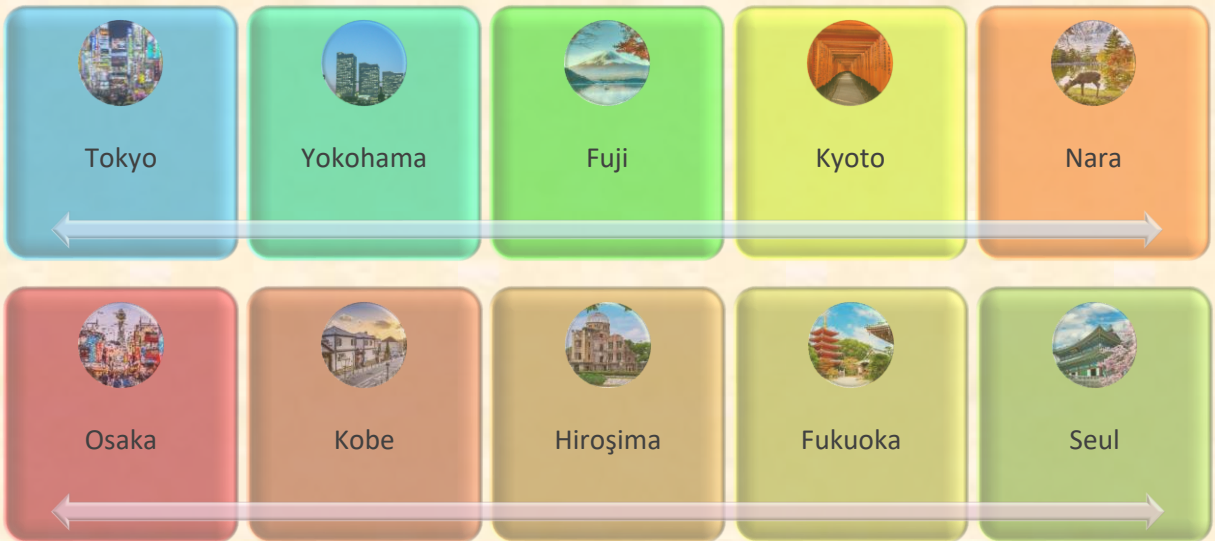 Tokyo
Yokohama
Fuji
Kyoto
Nara
Osaka
Kobe
Hiroşima
Fukuoka
Seul